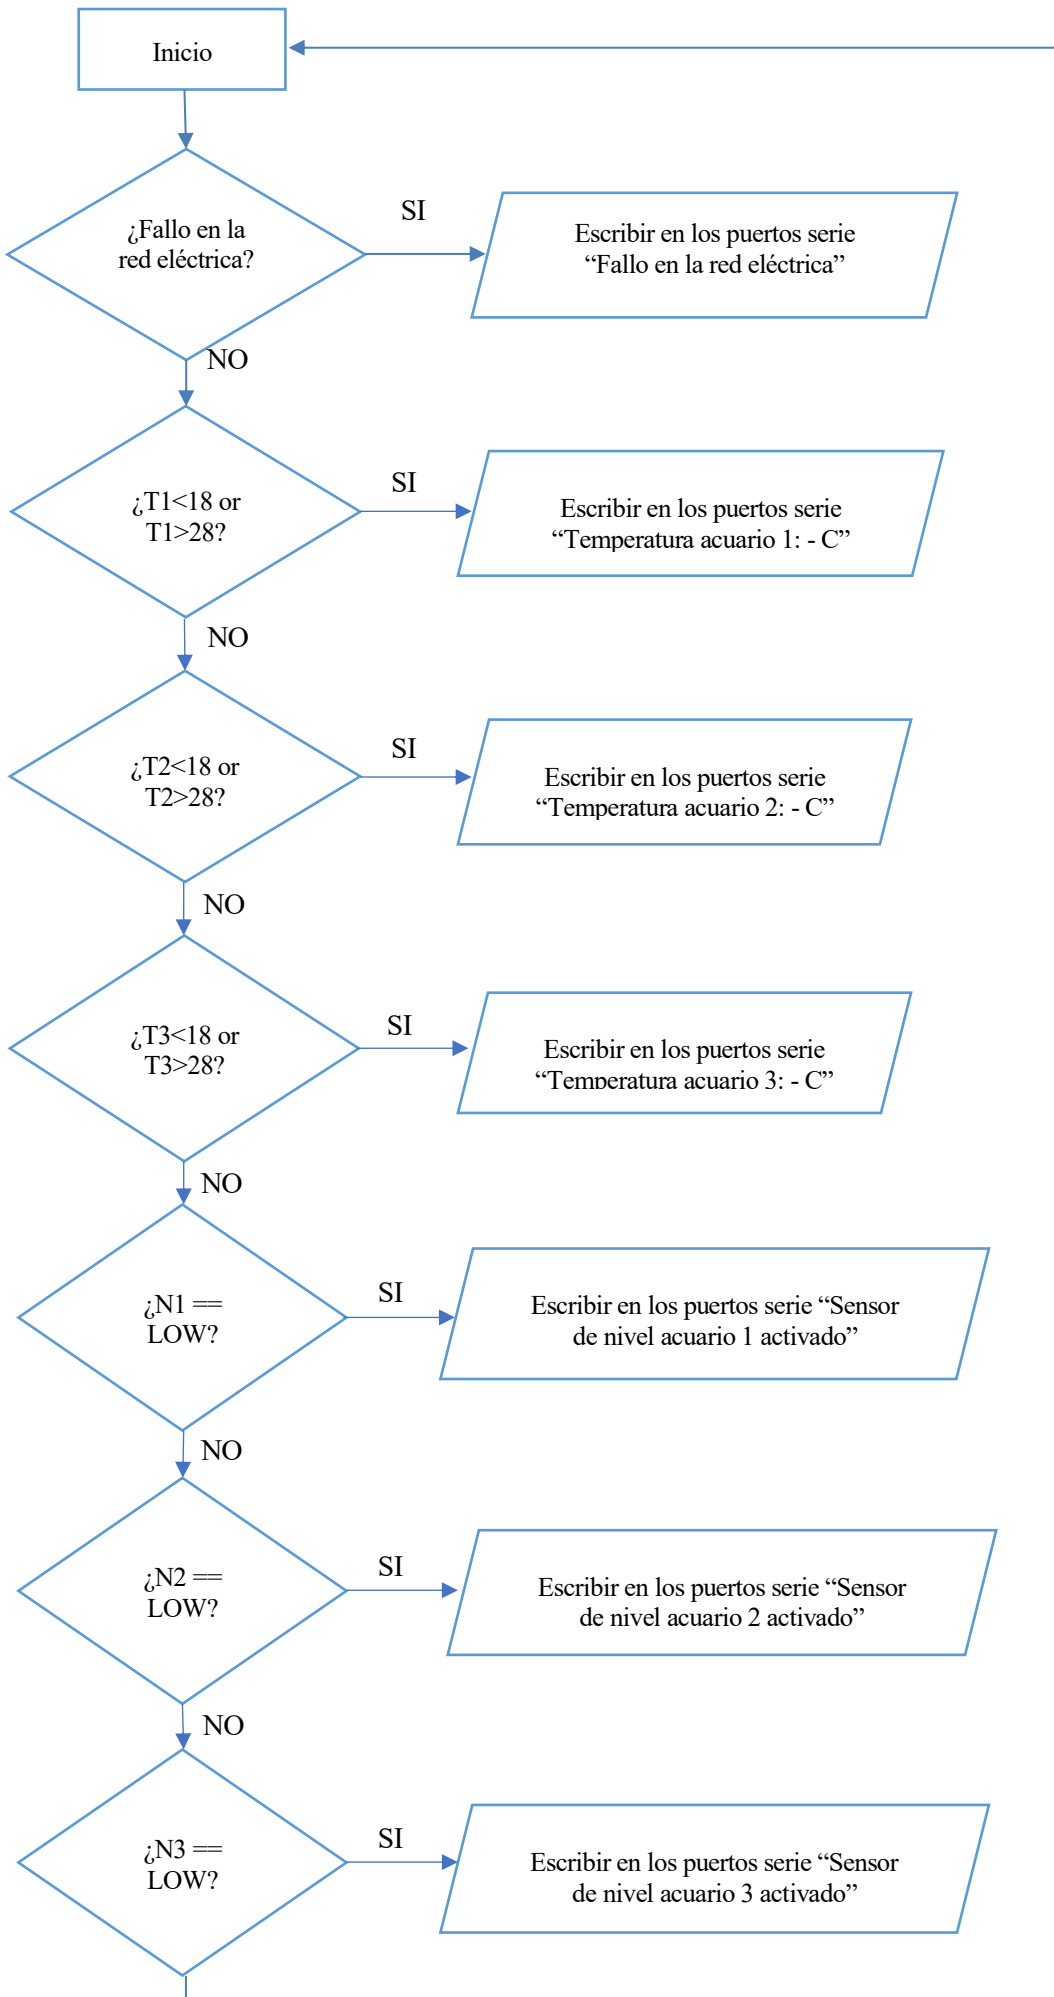 Inicio
¿Fallo en la
red eléctrica?
SI
Escribir en los puertos serie
“Fallo en la red eléctrica”
NO
¿T1<18 or
T1>28?
SI
Escribir en los puertos serie
“Temperatura acuario 1: - C”
NO
¿T2<18 or
T2>28?
SI
Escribir en los puertos serie
“Temperatura acuario 2: - C”
NO
¿T3<18 or
T3>28?
SI
Escribir en los puertos serie
“Temperatura acuario 3: - C”
NO
¿N1 ==
LOW?
SI
Escribir en los puertos serie “Sensor
de nivel acuario 1 activado”
NO
¿N2 ==
LOW?
SI
Escribir en los puertos serie “Sensor
de nivel acuario 2 activado”
NO
¿N3 ==
LOW?
SI
Escribir en los puertos serie “Sensor
de nivel acuario 3 activado”